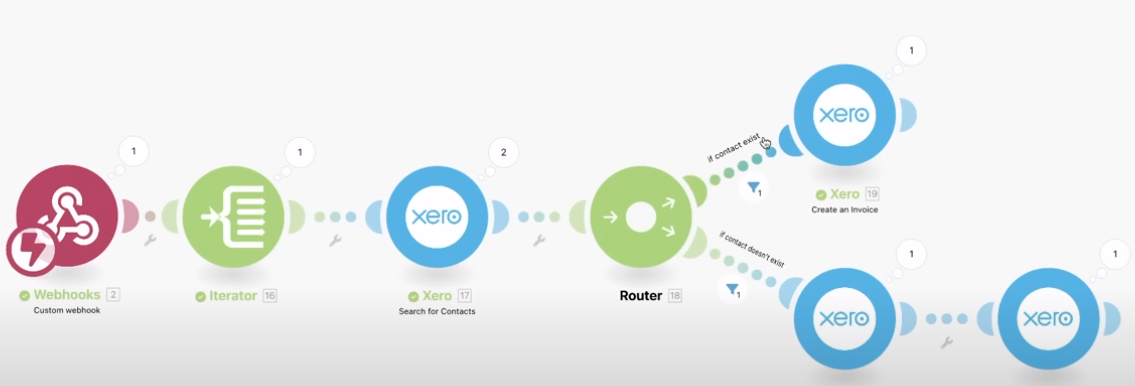 1
xero
if contact exist
1
1
1
2
xero
Xero 19
Create an Invoice
if contact doesn't exist
1
1
1
Webhooks 2
Custom webhook
Iterator 16
Xero 17
Search for Contacts
Router 18
xero
xero